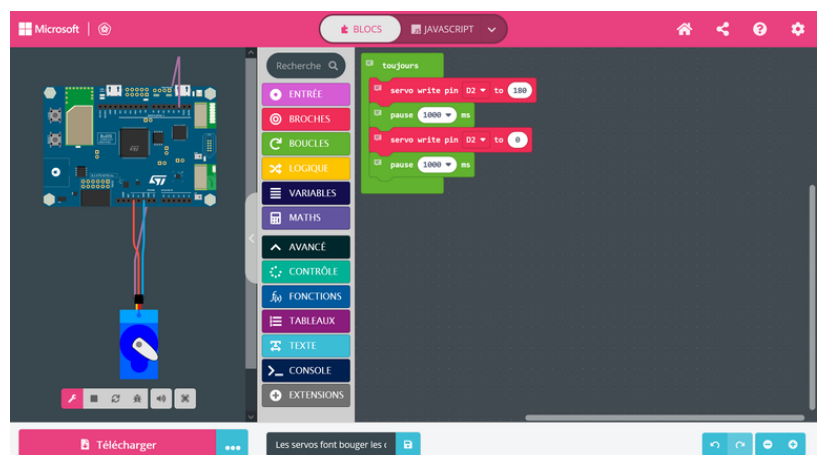 Microsoft
BLOCS
JAVASCRIPT
Recherche
ENTRÉE
BROCHES
BOUCLES
LOGIQUE
VARIABLES
MATHS
AVANCÉ
CONTRÔLE
FONCTIONS
TABLEAUX
TEXTE
CONSOLE
EXTENSIONS
toujours
servo write pin D2 to 180
pause 1000 ms
servo write pin D2 to 0
pause 1000 ms
Télécharger
Les servos font bouger les